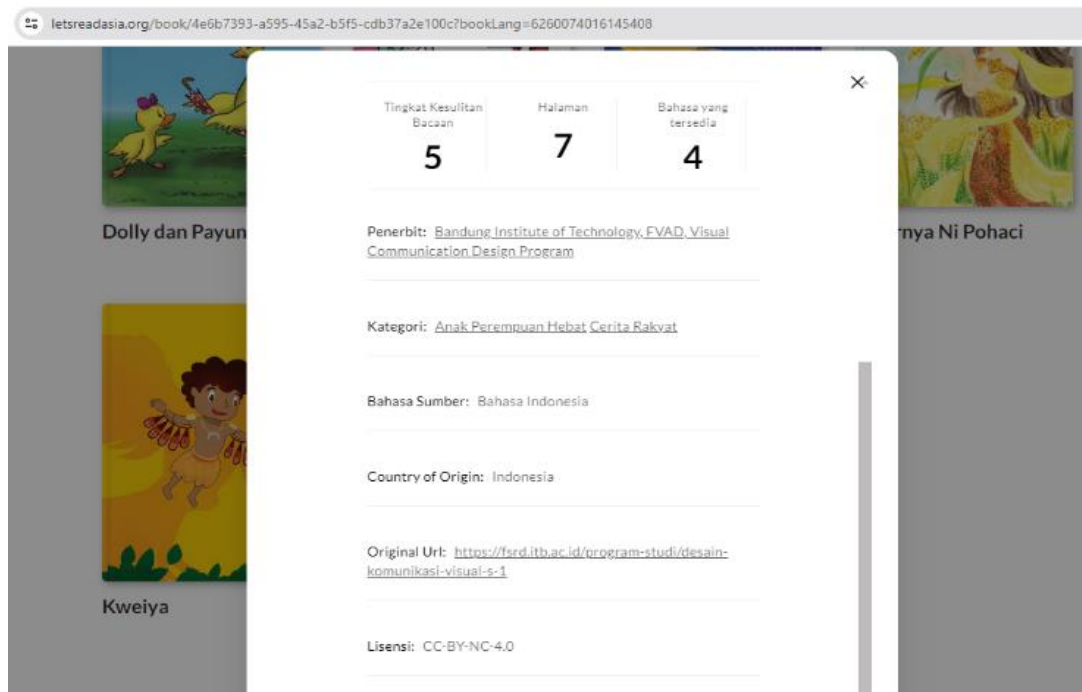 letsreadasia.org/book/4e6b7393-a595-45a2-b5f5-cdb37a2e100c?bookLang=6260074016145408
Tingkat Kesulitan
Bacaan
5
Halaman
7
Bahasa yang
tersedia
4
Dolly dan Payun
rnya Ni Pohaci
Penerbit: Bandung Institute of Technology, FVAD, Visual
Communication Design Program
Kategori: Anak Perempuan Hebat Cerita Rakyat
Bahasa Sumber: Bahasa Indonesia
Country of Origin: Indonesia
Original Url: https://fsrd.itb.ac.id/program-studi/desain-
komunikasi-visual-s-1
Kweiya
Lisensi: CC-BY-NC-4.0